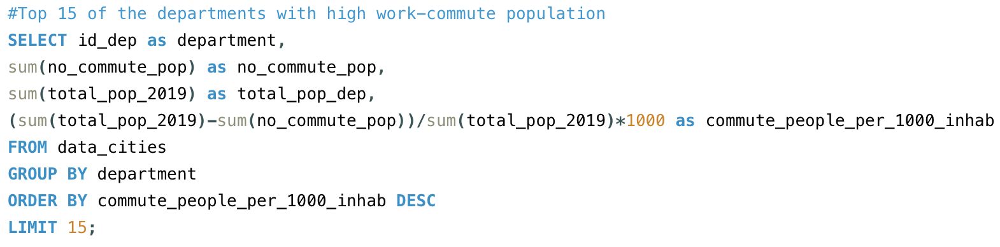 #Top 15 of the departments with high work-commute population
SELECT id_dep as department,
sum(no_commute_pop) as no_commute_pop,
sum(total_pop_2019) as total_pop_dep,
(sum(total_pop_2019)-sum(no_commute_pop))/sum(total_pop_2019)*1000 as commute_people_per_1000_inhab
FROM data_cities
GROUP BY department
ORDER BY commute_people_per_1000_inhab DESC
LIMIT 15;